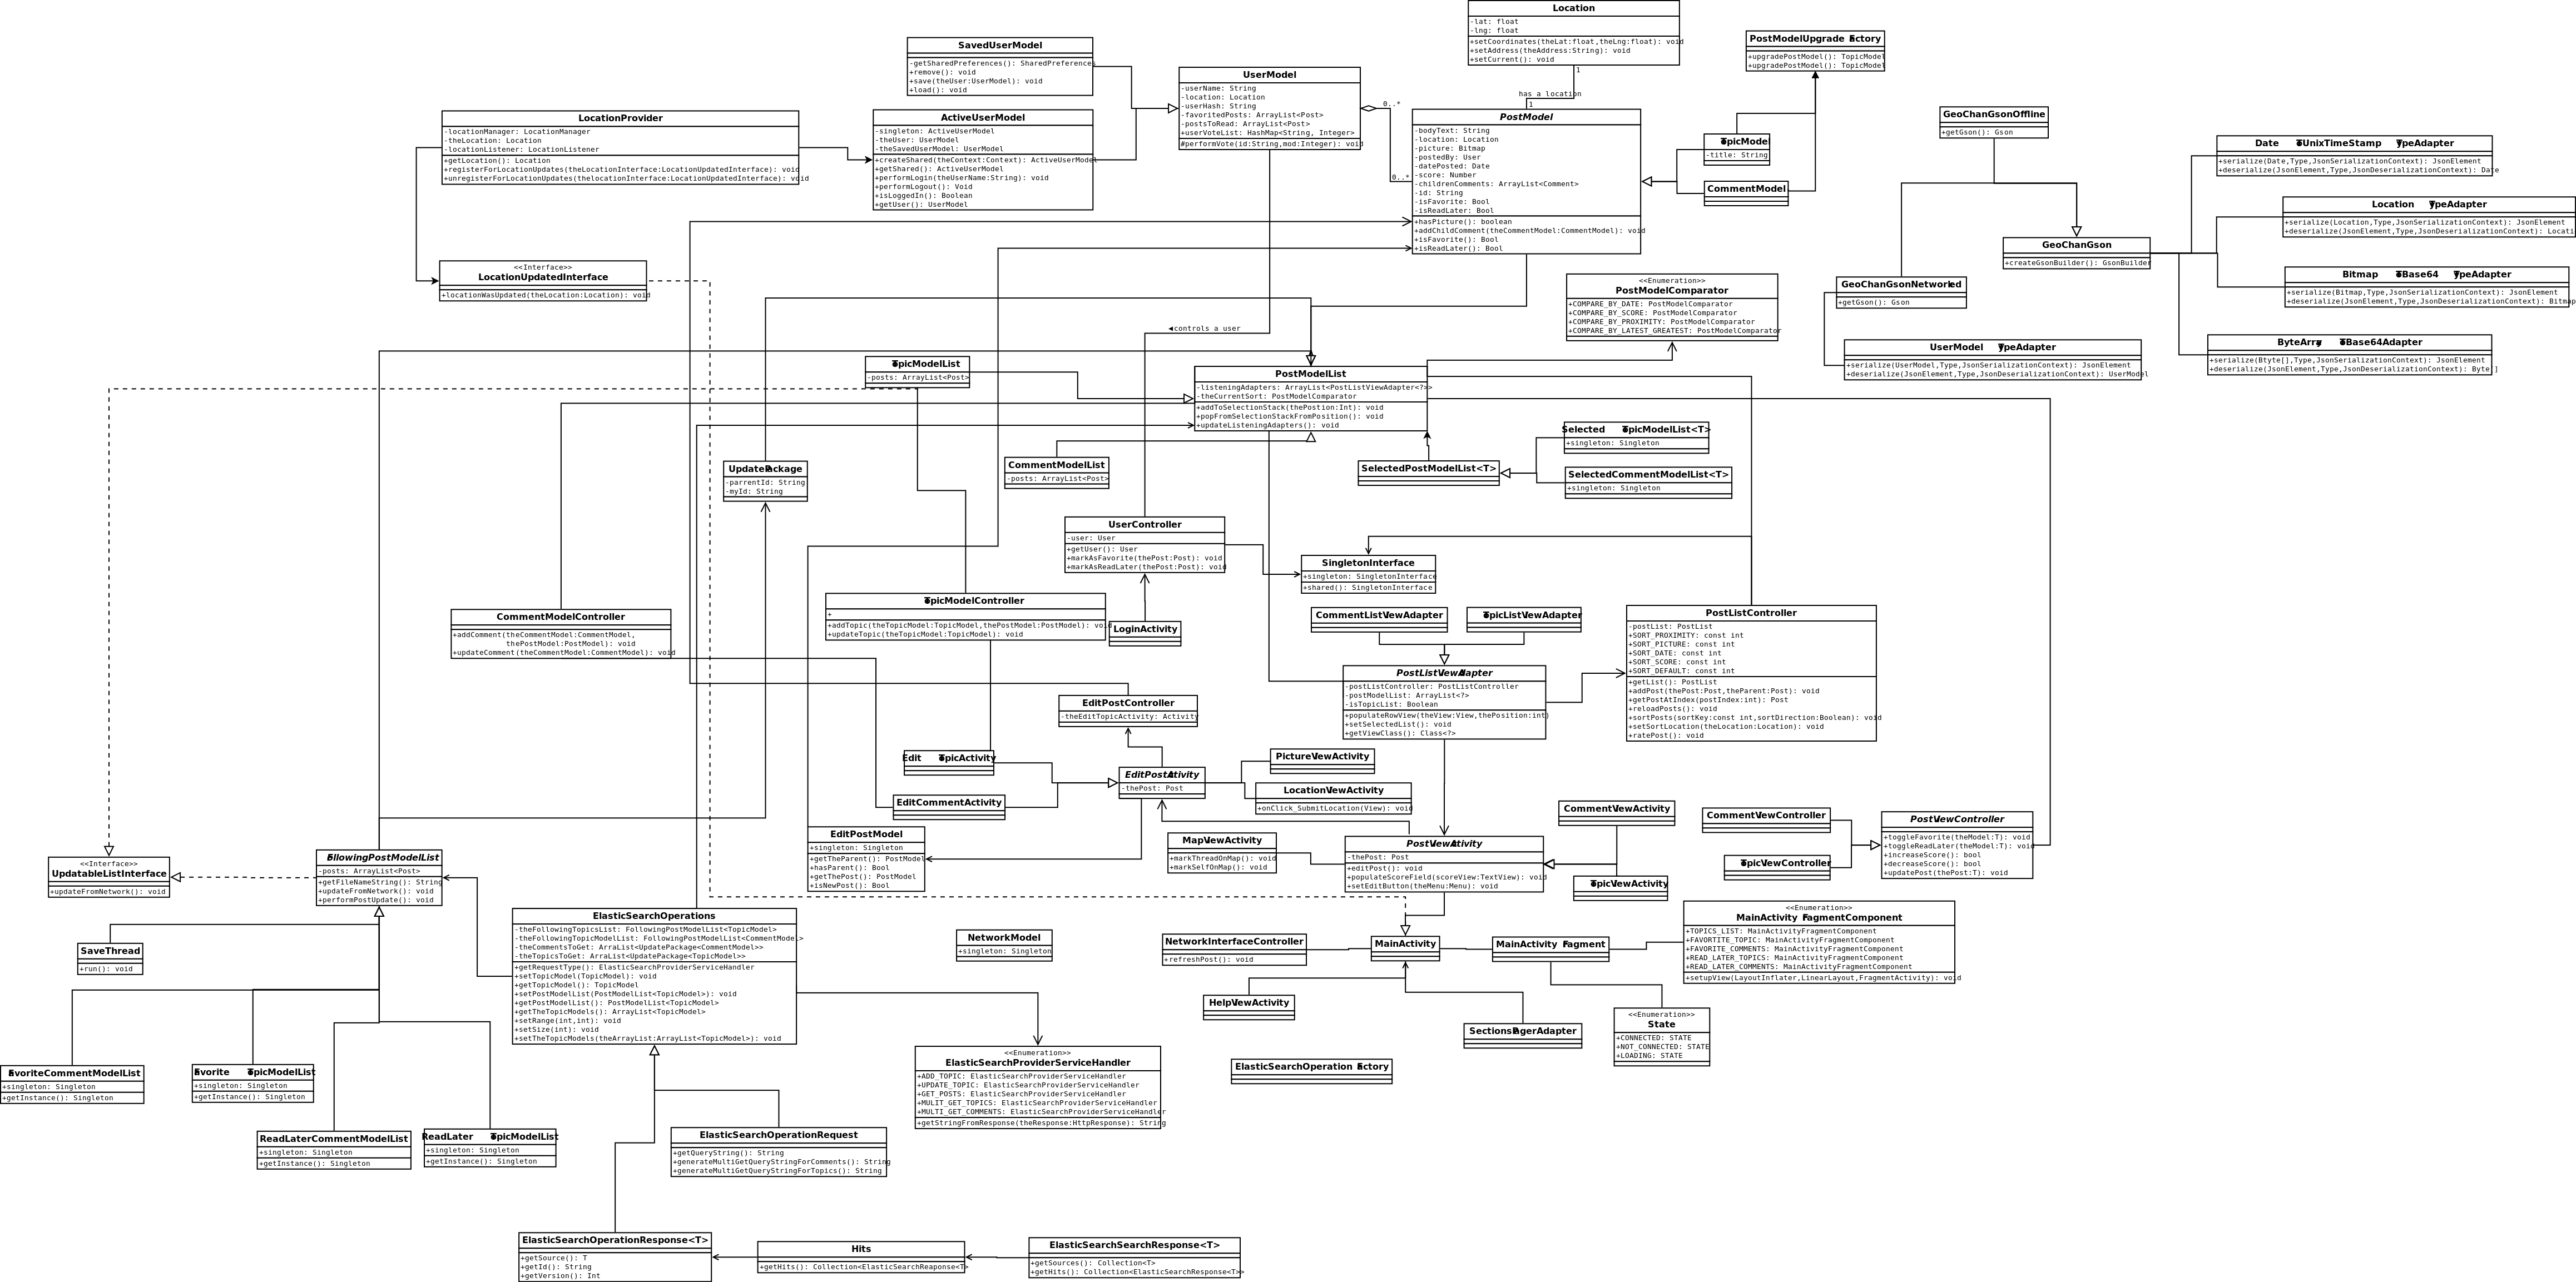 Location
-lat: float
-lng: float
+setCoordinates(theLat:float,theLng:float): void
+setAddress(theAddress:String): void
+setCurrent(): void
1
has a location
1
SavedUserModel
-getSharedPreferences(): SharedPreferences
+remove(): void
+save(theUser:UserModel): void
+load(): void
UserModel
-userName: String
-location: Location
-userHash: String
-favoritedPosts: ArrayList<Post>
-postsToRead: ArrayList<Post>
+userVoteList: HashMap<String, Integer>
#performVote(id:String,mod:Integer): void
0..*
0..*
PostModelUpgrade Factory
+upgradePostModel(): TopicModel
+upgradePostModel(): TopicModel
LocationProvider
-locationManager: LocationManager
-theLocation: Location
-locationListener: LocationListener
+getLocation(): Location
+registerForLocationUpdates(theLocationInterface:LocationUpdatedInterface): void
+unregisterForLocationUpdates(thelocationInterface:LocationUpdatedInterface): void
ActiveUserModel
-singleton: ActiveUserModel
-theUser: UserModel
-theSavedUserModel: UserModel
+createShared(theContext:Context): ActiveUserModel
+getShared(): ActiveUserModel
+performLogin(theUserName:String): void
+performLogout(): Void
+isLoggedIn(): Boolean
+getUser(): UserModel
PostModel
-bodyText: String
-location: Location
-picture: Bitmap
-postedBy: User
-datePosted: Date
-score: Number
-childrenComments: ArrayList<Comment>
-id: String
-isFavorite: Bool
-isReadLater: Bool
+hasPicture(): boolean
+addChildComment(theCommentModel:CommentModel): void
+isFavorite(): Bool
+isReadLater(): Bool
TopicModel
-title: String
CommentModel
GeoChanGsonOffline
+getGson(): Gson
Date ToUnixTimeStamp TypeAdapter
+serialize(Date,Type,JsonSerializationContext): JsonElement
+deserialize(JsonElement,Type,JsonDeserializationContext): Date
Location TypeAdapter
+serialize(Location,Type,JsonSerializationContext): JsonElement
+deserialize(JsonElement,Type,JsonDeserializationContext): Locati
GeoChanGson
+createGsonBuilder(): GsonBuilder
Bitmap ToBase64 TypeAdapter
+serialize(Bitmap,Type,JsonSerializationContext): JsonElement
+deserialize(JsonElement,Type,JsonDeserializationContext): Bitmap
GeoChanGsonNetworked
+getGson(): Gson
UserModel TypeAdapter
+serialize(UserModel,Type,JsonSerializationContext): JsonElement
+deserialize(JsonElement,Type,JsonDeserializationContext): UserModel
ByteArray ToBase64Adapter
+serialize(Btyte[],Type,JsonSerializationContext): JsonElement
+deserialize(JsonElement,Type,JsonDeserializationContext): Byte[]
<<Interface>>
LocationUpdatedInterface
+locationWasUpdated(theLocation:Location): void
<<Enumeration>>
PostModelComparator
+COMPARE_BY_DATE: PostModelComparator
+COMPARE_BY_SCORE: PostModelComparator
+COMPARE_BY_PROXIMITY: PostModelComparator
+COMPARE_BY_LATEST_GREATEST: PostModelComparator
◄controls a user
TopicModelList
-posts: ArrayList<Post>
PostModelList
-listeningAdapters: ArrayList<PostListViewAdapter<?>>
-theCurrentSort: PostModelComparator
+addToSelectionStack(thePostion:Int): void
+popFromSelectionStackFromPosition(): void
+updateListeningAdapters(): void
UpdatePackage
-parrentId: String
-myId: String
CommentModelList
-posts: ArrayList<Post>
SelectedPostModelList<T>
Selected TopicModelList<T>
+singleton: Singleton
SelectedCommentModelList<T>
+singleton: Singleton
UserController
-user: User
+getUser(): User
+markAsFavorite(thePost:Post): void
+markAsReadLater(thePost:Post): void
SingletonInterface
+singleton: SingletonInterface
+shared(): SingletonInterface
CommentModelController
+addComment(theCommentModel:CommentModel,
thePostModel:PostModel): void
+updateComment(theCommentModel:CommentModel): void
TopicModelController
+
+addTopic(theTopicModel:TopicModel,thePostModel:PostModel): void
+updateTopic(theTopicModel:TopicModel): void
LoginActivity
CommentListViewAdapter
TopicListViewAdapter
PostListController
-postList: PostList
+SORT_PROXIMITY: const int
+SORT_PICTURE: const int
+SORT_DATE: const int
+SORT_SCORE: const int
+SORT_DEFAULT: const int
+getList(): PostList
+addPost(thePost:Post,theParent:Post): void
+getPostAtIndex(postIndex:int): Post
+reloadPosts(): void
+sortPosts(sortKey:const int,sortDirection:Boolean): void
+setSortLocation(theLocation:Location): void
+ratePost(): void
PostListViewAdapter
-postListController: PostListController
-postModelList: ArrayList<?>
-isTopicList: Boolean
+populateRowView(theView:View,thePosition:int)
+setSelectedList(): void
+getViewClass(): Class<?>
EditPostController
-theEditTopicActivity: Activity
Edit TopicActivity
EditCommentActivity
EditPostActivity
-thePost: Post
PictureViewActivity
LocationViewActivity
+onClick_SubmitLocation(View): void
EditPostModel
+singleton: Singleton
+getTheParent(): PostModel
+hasParent(): Bool
+getThePost(): PostModel
+isNewPost(): Bool
MapViewActivity
+markThreadOnMap(): void
+markSelfOnMap(): void
PostViewActivity
-thePost: Post
+editPost(): void
+populateScoreField(scoreView:TextView): void
+setEditButton(theMenu:Menu): void
CommentViewActivity
TopicViewActivity
CommentViewController
TopicViewController
PostViewController
+toggleFavorite(theModel:T): void
+toggleReadLater(theModel:T): void
+increaseScore(): bool
+decreaseScore(): bool
+updatePost(thePost:T): void
<<Interface>>
UpdatableListInterface
+updateFromNetwork(): void
FollowingPostModelList
-posts: ArrayList<Post>
+getFileNameString(): String
+updateFromNetwork(): void
+performPostUpdate(): void
SaveThread
+run(): void
ElasticSearchOperations
-theFollowingTopicsList: FollowingPostModelList<TopicModel>
-theFollowingTopicModelList: FollowingPostModelList<CommentModel>
-theCommentsToGet: ArraList<UpdatePackage<CommentModel>>
-theTopicsToGet: ArraList<UpdatePackage<TopicModel>>
+getRequestType(): ElasticSearchProviderServiceHandler
+setTopicModel(TopicModel): void
+getTopicModel(): TopicModel
+setPostModelList(PostModelList<TopicModel>): void
+getPostModelList(): PostModelList<TopicModel>
+getTheTopicModels(): ArrayList<TopicModel>
+setRange(int,int): void
+setSize(int): void
+setTheTopicModels(theArrayList:ArrayList<TopicModel>): void
NetworkModel
+singleton: Singleton
NetworkInterfaceController
+refreshPost(): void
MainActivity
MainActivity Fragment
<<Enumeration>>
MainActivity FragmentComponent
+TOPICS_LIST: MainActivityFragmentComponent
+FAVORTITE_TOPIC: MainActivityFragmentComponent
+FAVORITE_COMMENTS: MainActivityFragmentComponent
+READ_LATER_TOPICS: MainActivityFragmentComponent
+READ_LATER_COMMENTS: MainActivityFragmentComponent
+setupView(LayoutInflater,LinearLayout,FragmentActivity): void
HelpViewActivity
SectionsPagerAdapter
<<Enumeration>>
State
+CONNECTED: STATE
+NOT_CONNECTED: STATE
+LOADING: STATE
ElasticSearchOperation Factory
<<Enumeration>>
ElasticSearchProviderServiceHandler
+ADD_TOPIC: ElasticSearchProviderServiceHandler
+UPDATE_TOPIC: ElasticSearchProviderServiceHandler
+GET_POSTS: ElasticSearchProviderServiceHandler
+MULIT_GET_TOPICS: ElasticSearchProviderServiceHandler
+MULTI_GET_COMMENTS: ElasticSearchProviderServiceHandler
+getStringFromResponse(theResponse:HttpResponse): String
FavoriteCommentModelList
+singleton: Singleton
+getInstance(): Singleton
Favorite TopicModelList
+singleton: Singleton
+getInstance(): Singleton
ReadLaterCommentModelList
+singleton: Singleton
+getInstance(): Singleton
ReadLater TopicModelList
+singleton: Singleton
+getInstance(): Singleton
ElasticSearchOperationRequest
+getQueryString(): String
+generateMultiGetQueryStringForComments(): String
+generateMultiGetQueryStringForTopics(): String
ElasticSearchOperationResponse<T>
+getSource(): T
+getId(): String
+getVersion(): Int
Hits
+getHits(): Collection<ElasticSearchReaponse<T>
ElasticSearchSearchResponse<T>
+getSources(): Collection<T>
+getHits(): Collection<ElasticSearchResponse<T>>